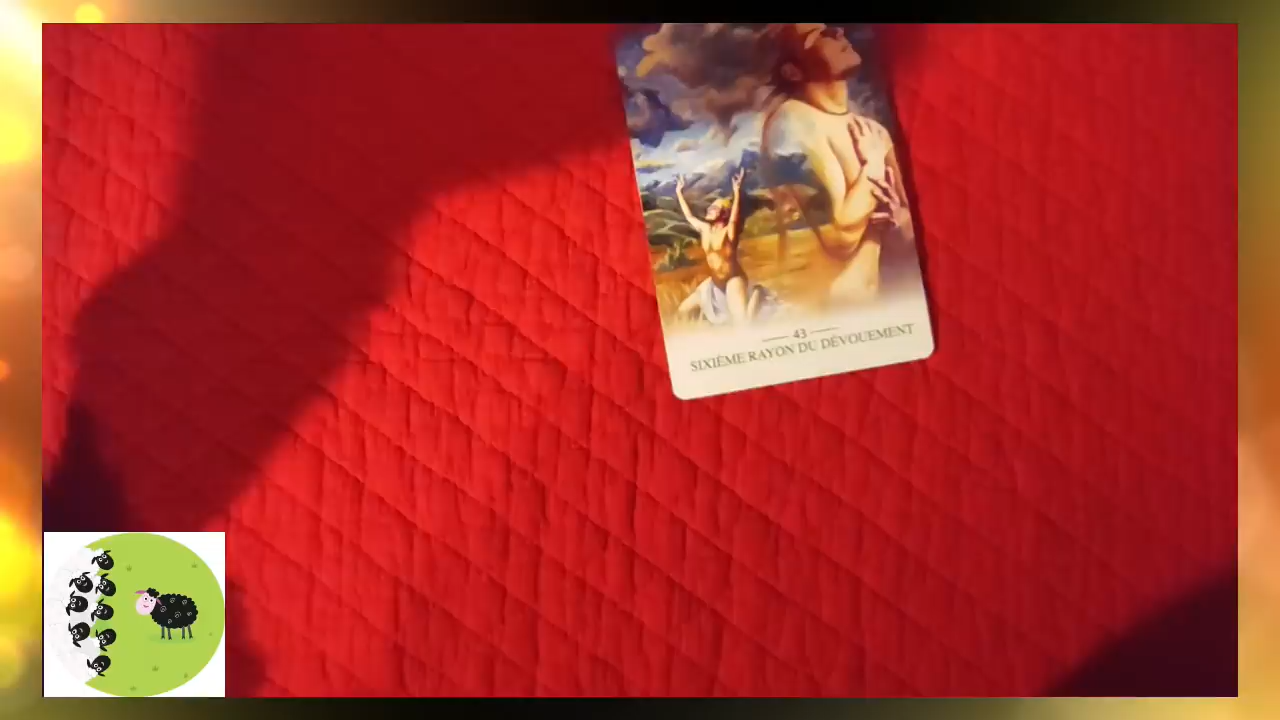 — 43 —
SIXIÈME RAYON DU DÉVOUEMENT